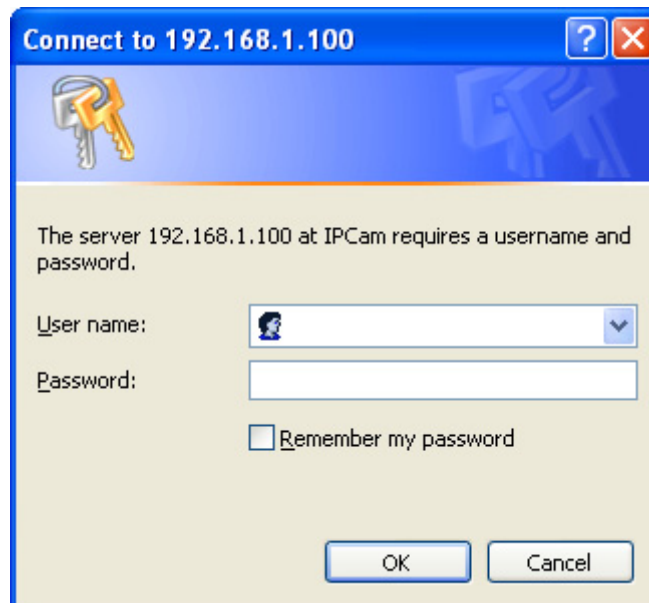 Connect to 192.168.1.100
The server 192.168.1.100 at IPCam requires a username and
password.
User name:
Password:
Remember my password
OK
Cancel